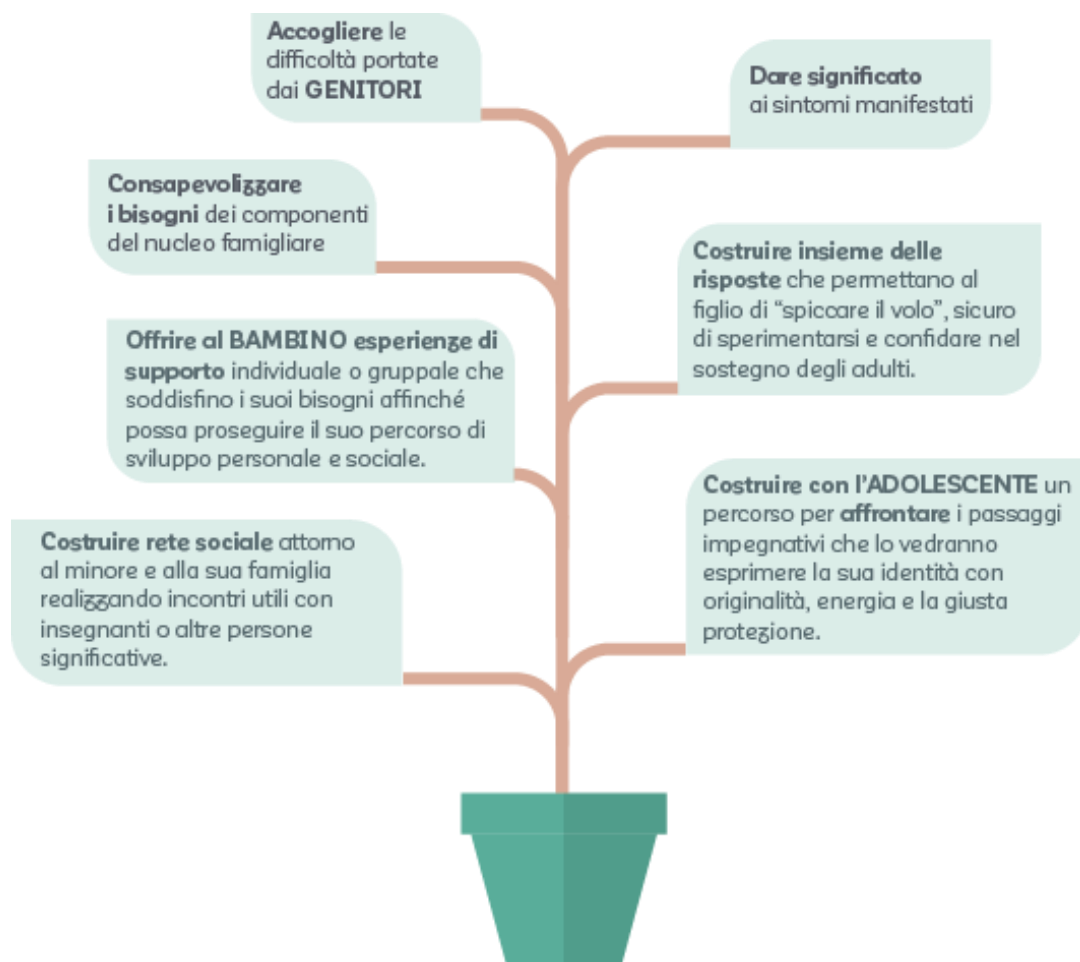 Accogliere le
difficoltà portate
dai GENITORI
Dare significato
ai sintomi manifestati
Consapevolizzare
i bisogni dei componenti
del nucleo famigliare
Costruire insieme delle
risposte che permettano al
figlio di “spiccare il volo”, sicuro
di sperimentarsi e confidare nel
sostegno degli adulti.
Offrire al BAMBINO esperienze di
supporto individuale o gruppale che
soddisfino i suoi bisogni affinché
possa proseguire il suo percorso di
sviluppo personale e sociale.
Costruire con l'ADOLESCENTE un
percorso per affrontare i passaggi
impegnativi che lo vedranno
esprimere la sua identità con
originalità, energia e la giusta
protezione.
Costruire rete sociale attorno
al minore e alla sua famiglia
realizzando incontri utili con
insegnanti o altre persone
significative.